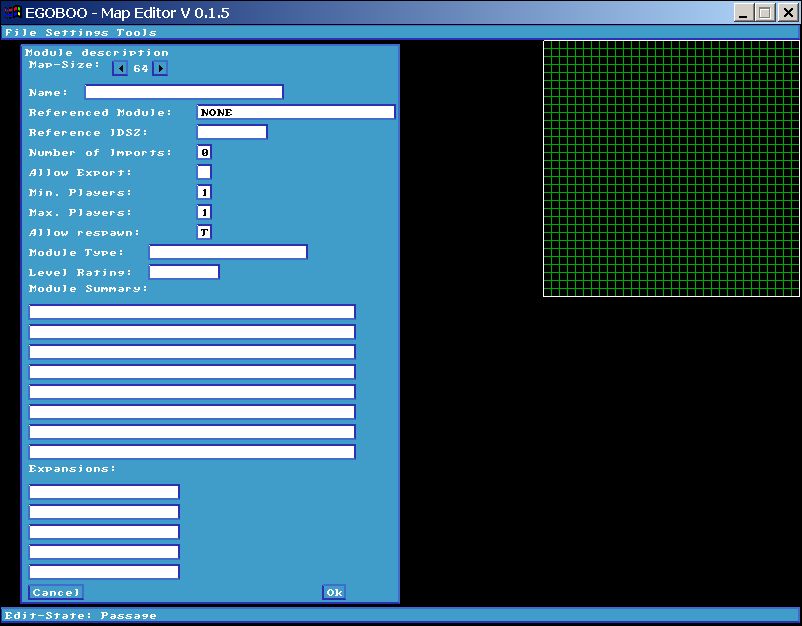 EGOBOO - Map Editor V 0.1.5
File Settings Tools
Module description
Map-Size: 64
Name:
Referenced Module: NONE
Reference IDSZ:
Number of Imports: 0
Allow Export:
Min. Players: 1
Max. Players: 1
Allow respawn: T
Module Type:
Level Rating:
Module Summary:
Expansions:
Cancel Ok
Edit-State: Passage